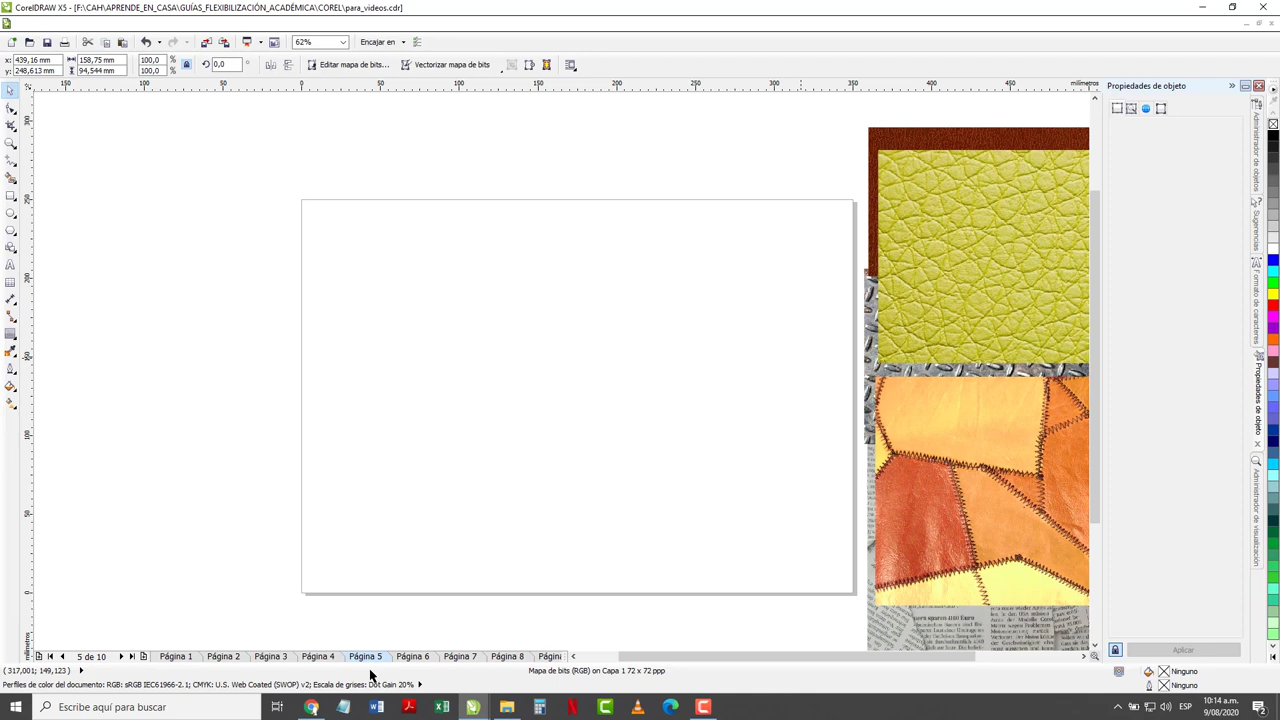 CorelDRAW X5 - [F:\CAH\APRENDE_EN_CASA\GUÍAS_FLEXIBILIZACIÓN_ACADÉMICA\COREL\para_videos.cdr]
62% Encajar en
x: 439,16 mm 158,75 mm 100,0 % 0,0 ° Editar mapa de bits... Vectorizar mapa de bits
y: 248,613 mm 94,544 mm 100,0 %
150 100 50 0 50 100 150 200 250 300 350 400 450 milímetros
Propiedades de objeto
Administrador de objetos
Sugerencias
Formato de caracteres
Propiedades de objeto
Administrador de visualización
5 de 10 Página 1 Página 2 Página 3 Página 4 Página 5 Página 6 Página 7 Página 8 Págini
Aplicar
( 317,031; 149,123 ) Mapa de bits (RGB) on Capa 1 72 x 72 ppp Ninguno
Perfiles de color del documento: RGB: sRGB IEC61966-2.1; CMYK: U.S. Web Coated (SWOP) v2; Escala de grises: Dot Gain 20% Ninguno
Escribe aquí para buscar ESP 10:14 a.m.
9/08/2020 2